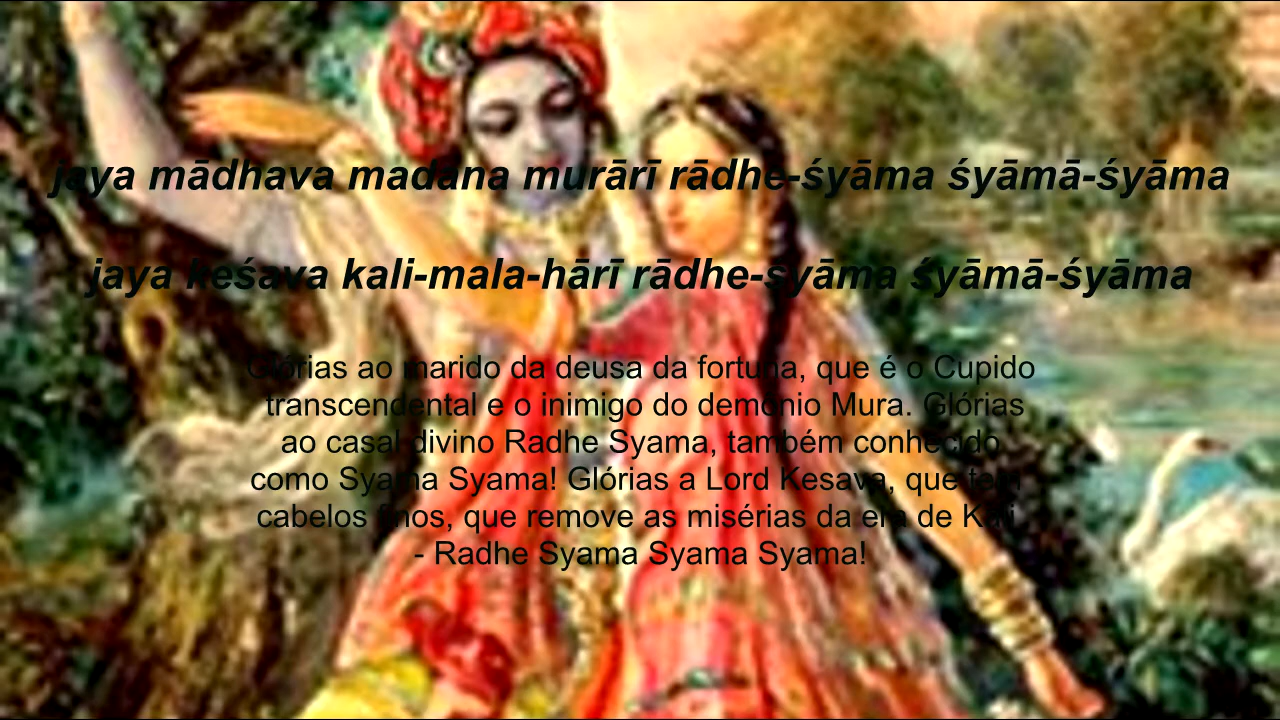 jaya mādhava madana murārī rādhe-śyāma śyāmā-śyāma
jaya keśava kali-mala-hārī rādhe-śyāma śyāmā-śyāma
Glórias ao marido da deusa da fortuna, que é o Cupido
transcendental e o inimigo do demônio Mura. Glórias
ao casal divino Radhe Syama, também conhecido
como Syama Syama! Glórias a Lord Kesava, que tem
cabelos finos, que remove as misérias da era de Kali
- Radhe Syama Syama Syama!